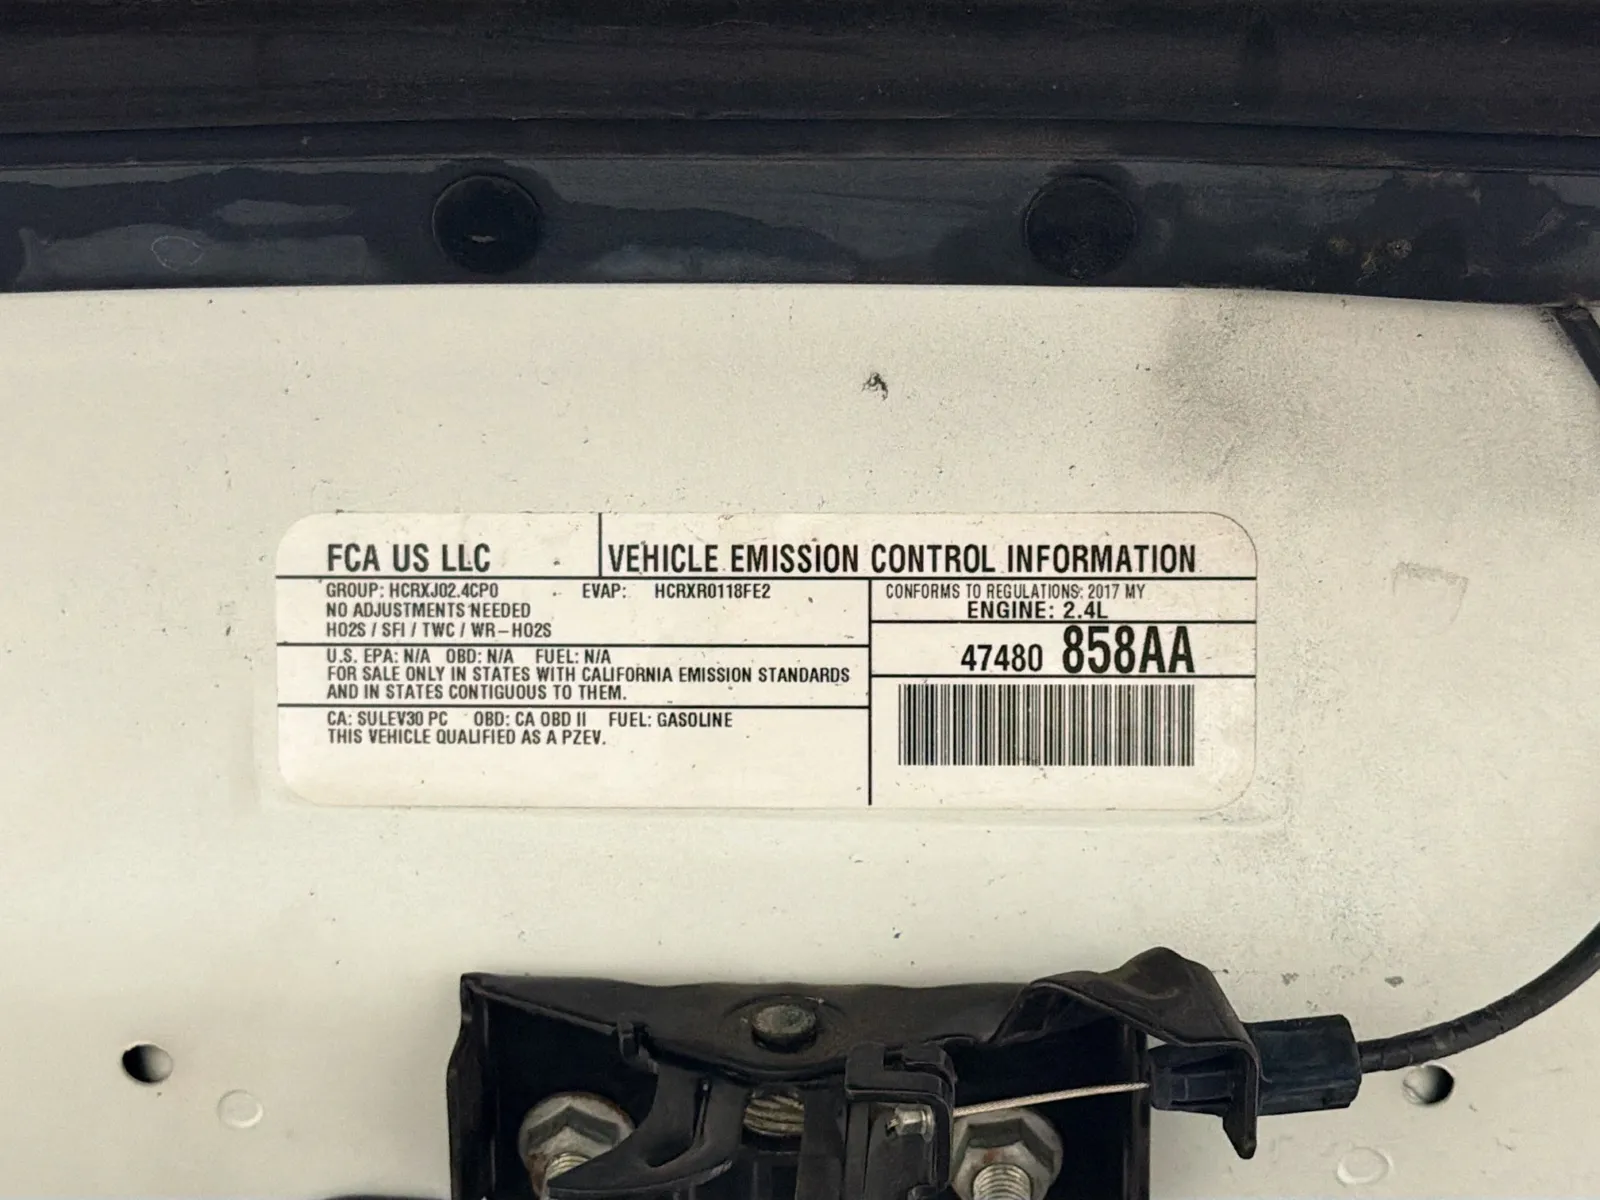 FCA US LLC
VEHICLE EMISSION CONTROL INFORMATION
GROUP: HCRXJ02.4CP0 EVAP: HCRXR0118FE2
NO ADJUSTMENTS NEEDED
HO2S / SFI / TWC / WR-HO2S
U.S. EPA: N/A OBD: N/A FUEL: N/A
FOR SALE ONLY IN STATES WITH CALIFORNIA EMISSION STANDARDS
AND IN STATES CONTIGUOUS TO THEM.
CA: SULEV30 PC OBD: CA OBD II FUEL: GASOLINE
THIS VEHICLE QUALIFIED AS A PZEV.
CONFORMS TO REGULATIONS: 2017 MY
ENGINE: 2.4L
47480 858AA